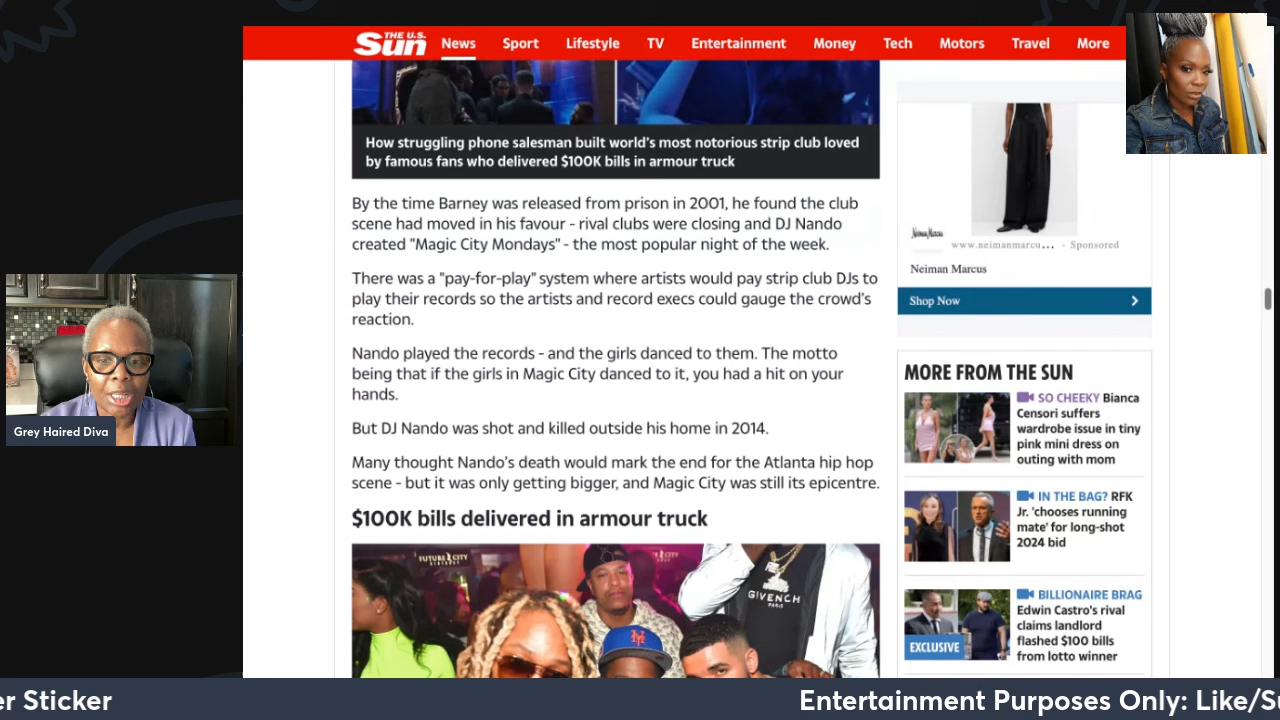 THE U.S.
Sun
News Sport Lifestyle TV Entertainment Money Tech Motors Travel More
How struggling phone salesman built world's most notorious strip club loved
by famous fans who delivered $100K bills in armour truck
By the time Barney was released from prison in 2001, he found the club
scene had moved in his favour - rival clubs were closing and DJ Nando
created "Magic City Mondays" - the most popular night of the week.
There was a "pay-for-play" system where artists would pay strip club DJs to
play their records so the artists and record execs could gauge the crowd's
reaction.
Nando played the records - and the girls danced to them. The motto
being that if the girls in Magic City danced to it, you had a hit on your
hands.
But DJ Nando was shot and killed outside his home in 2014.
Many thought Nando's death would mark the end for the Atlanta hip hop
scene - but it was only getting bigger, and Magic City was still its epicentre.
$100K bills delivered in armour truck
FUTURE CITY
GIVENCH
PARIS
Neiman Marcus
www.neimanmarcu... - Sponsored
Neiman Marcus
Shop Now
MORE FROM THE SUN
SO CHEEKY Bianca
Censori suffers
wardrobe issue in tiny
pink mini dress on
outing with mom
IN THE BAG? RFK
Jr. 'chooses running
mate' for long-shot
2024 bid
BILLIONAIRE BRAG
Edwin Castro's rival
claims landlord
flashed $100 bills
from lotto winner
EXCLUSIVE
Grey Haired Diva
er Sticker
Entertainment Purposes Only: Like/Su